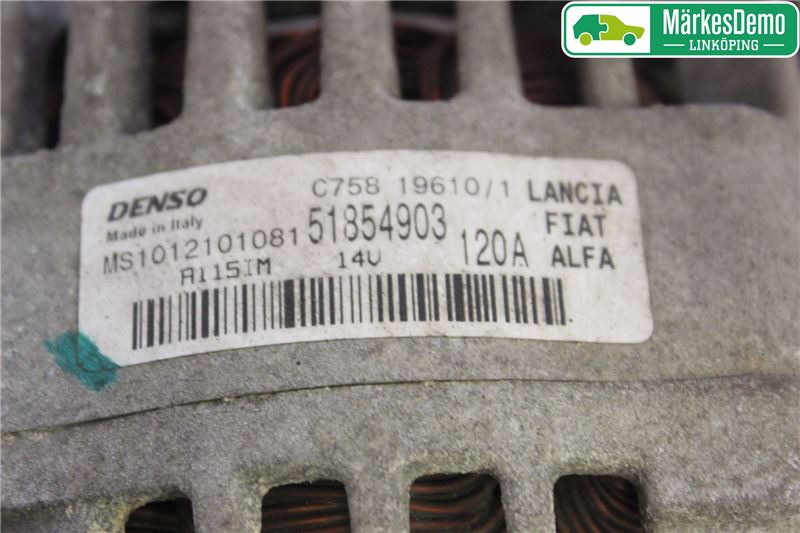 MärkesDemo
LINKÖPING
DENSO
Made in Italy
C758 19610/1
LANCIA
MS1012101081
51854903
FIAT
A115IM
14V
120A
ALFA